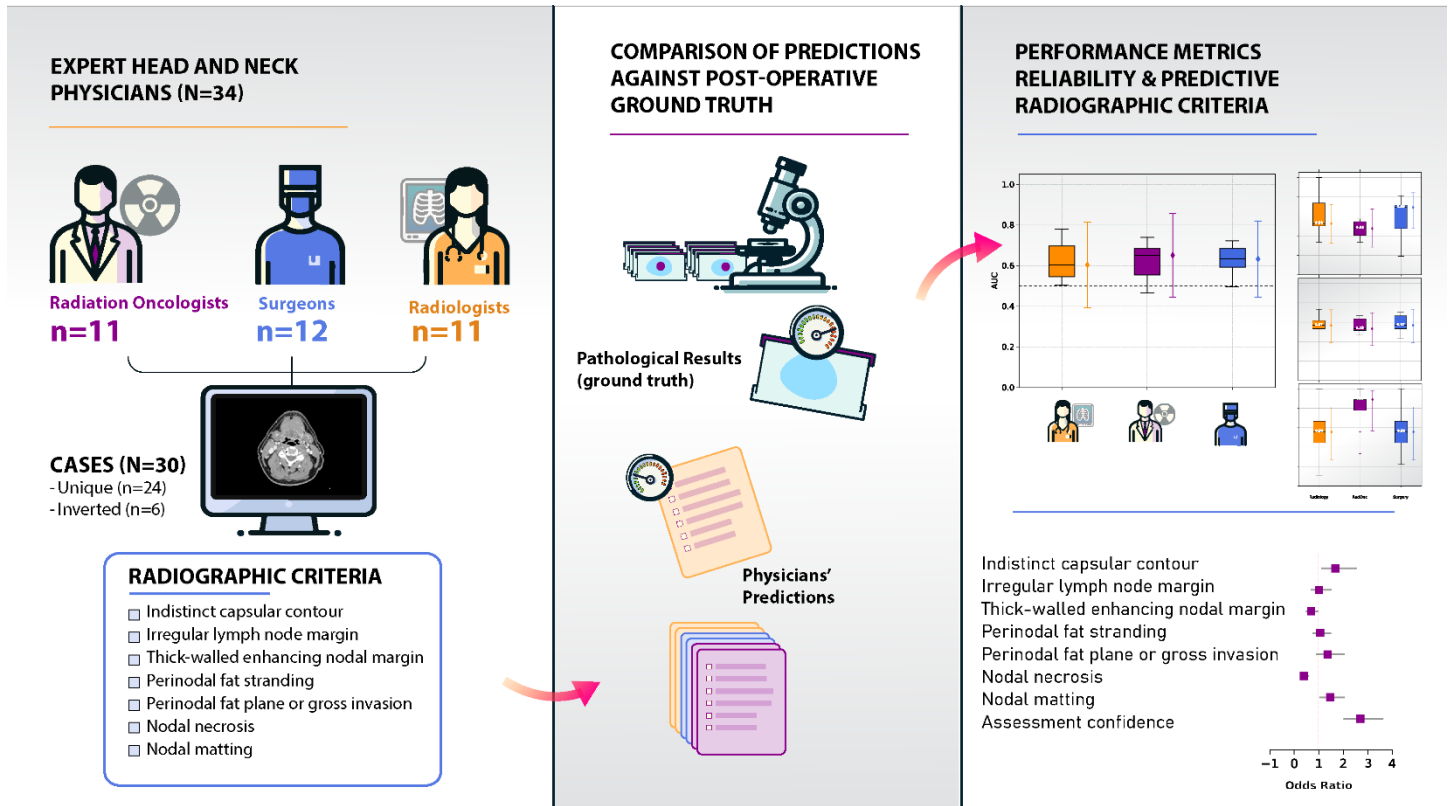 EXPERT HEAD AND NECK
PHYSICIANS (N=34)
Radiation Oncologists
n=11
Surgeons
n=12
Radiologists
n=11
CASES (N=30)
- Unique (n=24)
- Inverted (n=6)
RADIOGRAPHIC CRITERIA
Indistinct capsular contour
Irregular lymph node margin
Thick-walled enhancing nodal margin
Perinodal fat stranding
Perinodal fat plane or gross invasion
Nodal necrosis
Nodal matting
COMPARISON OF PREDICTIONS
AGAINST POST-OPERATIVE
GROUND TRUTH
Pathological Results
(ground truth)
Physicians'
Predictions
PERFORMANCE METRICS
RELIABILITY & PREDICTIVE
RADIOGRAPHIC CRITERIA
1.0
0.8
0.6
0.4
0.2
0.0
AUC
Radiology
RadOnc
Surgery
Indistinct capsular contour
Irregular lymph node margin
Thick-walled enhancing nodal margin
Perinodal fat stranding
Perinodal fat plane or gross invasion
Nodal necrosis
Nodal matting
Assessment confidence
−1 0 1 2 3 4
Odds Ratio